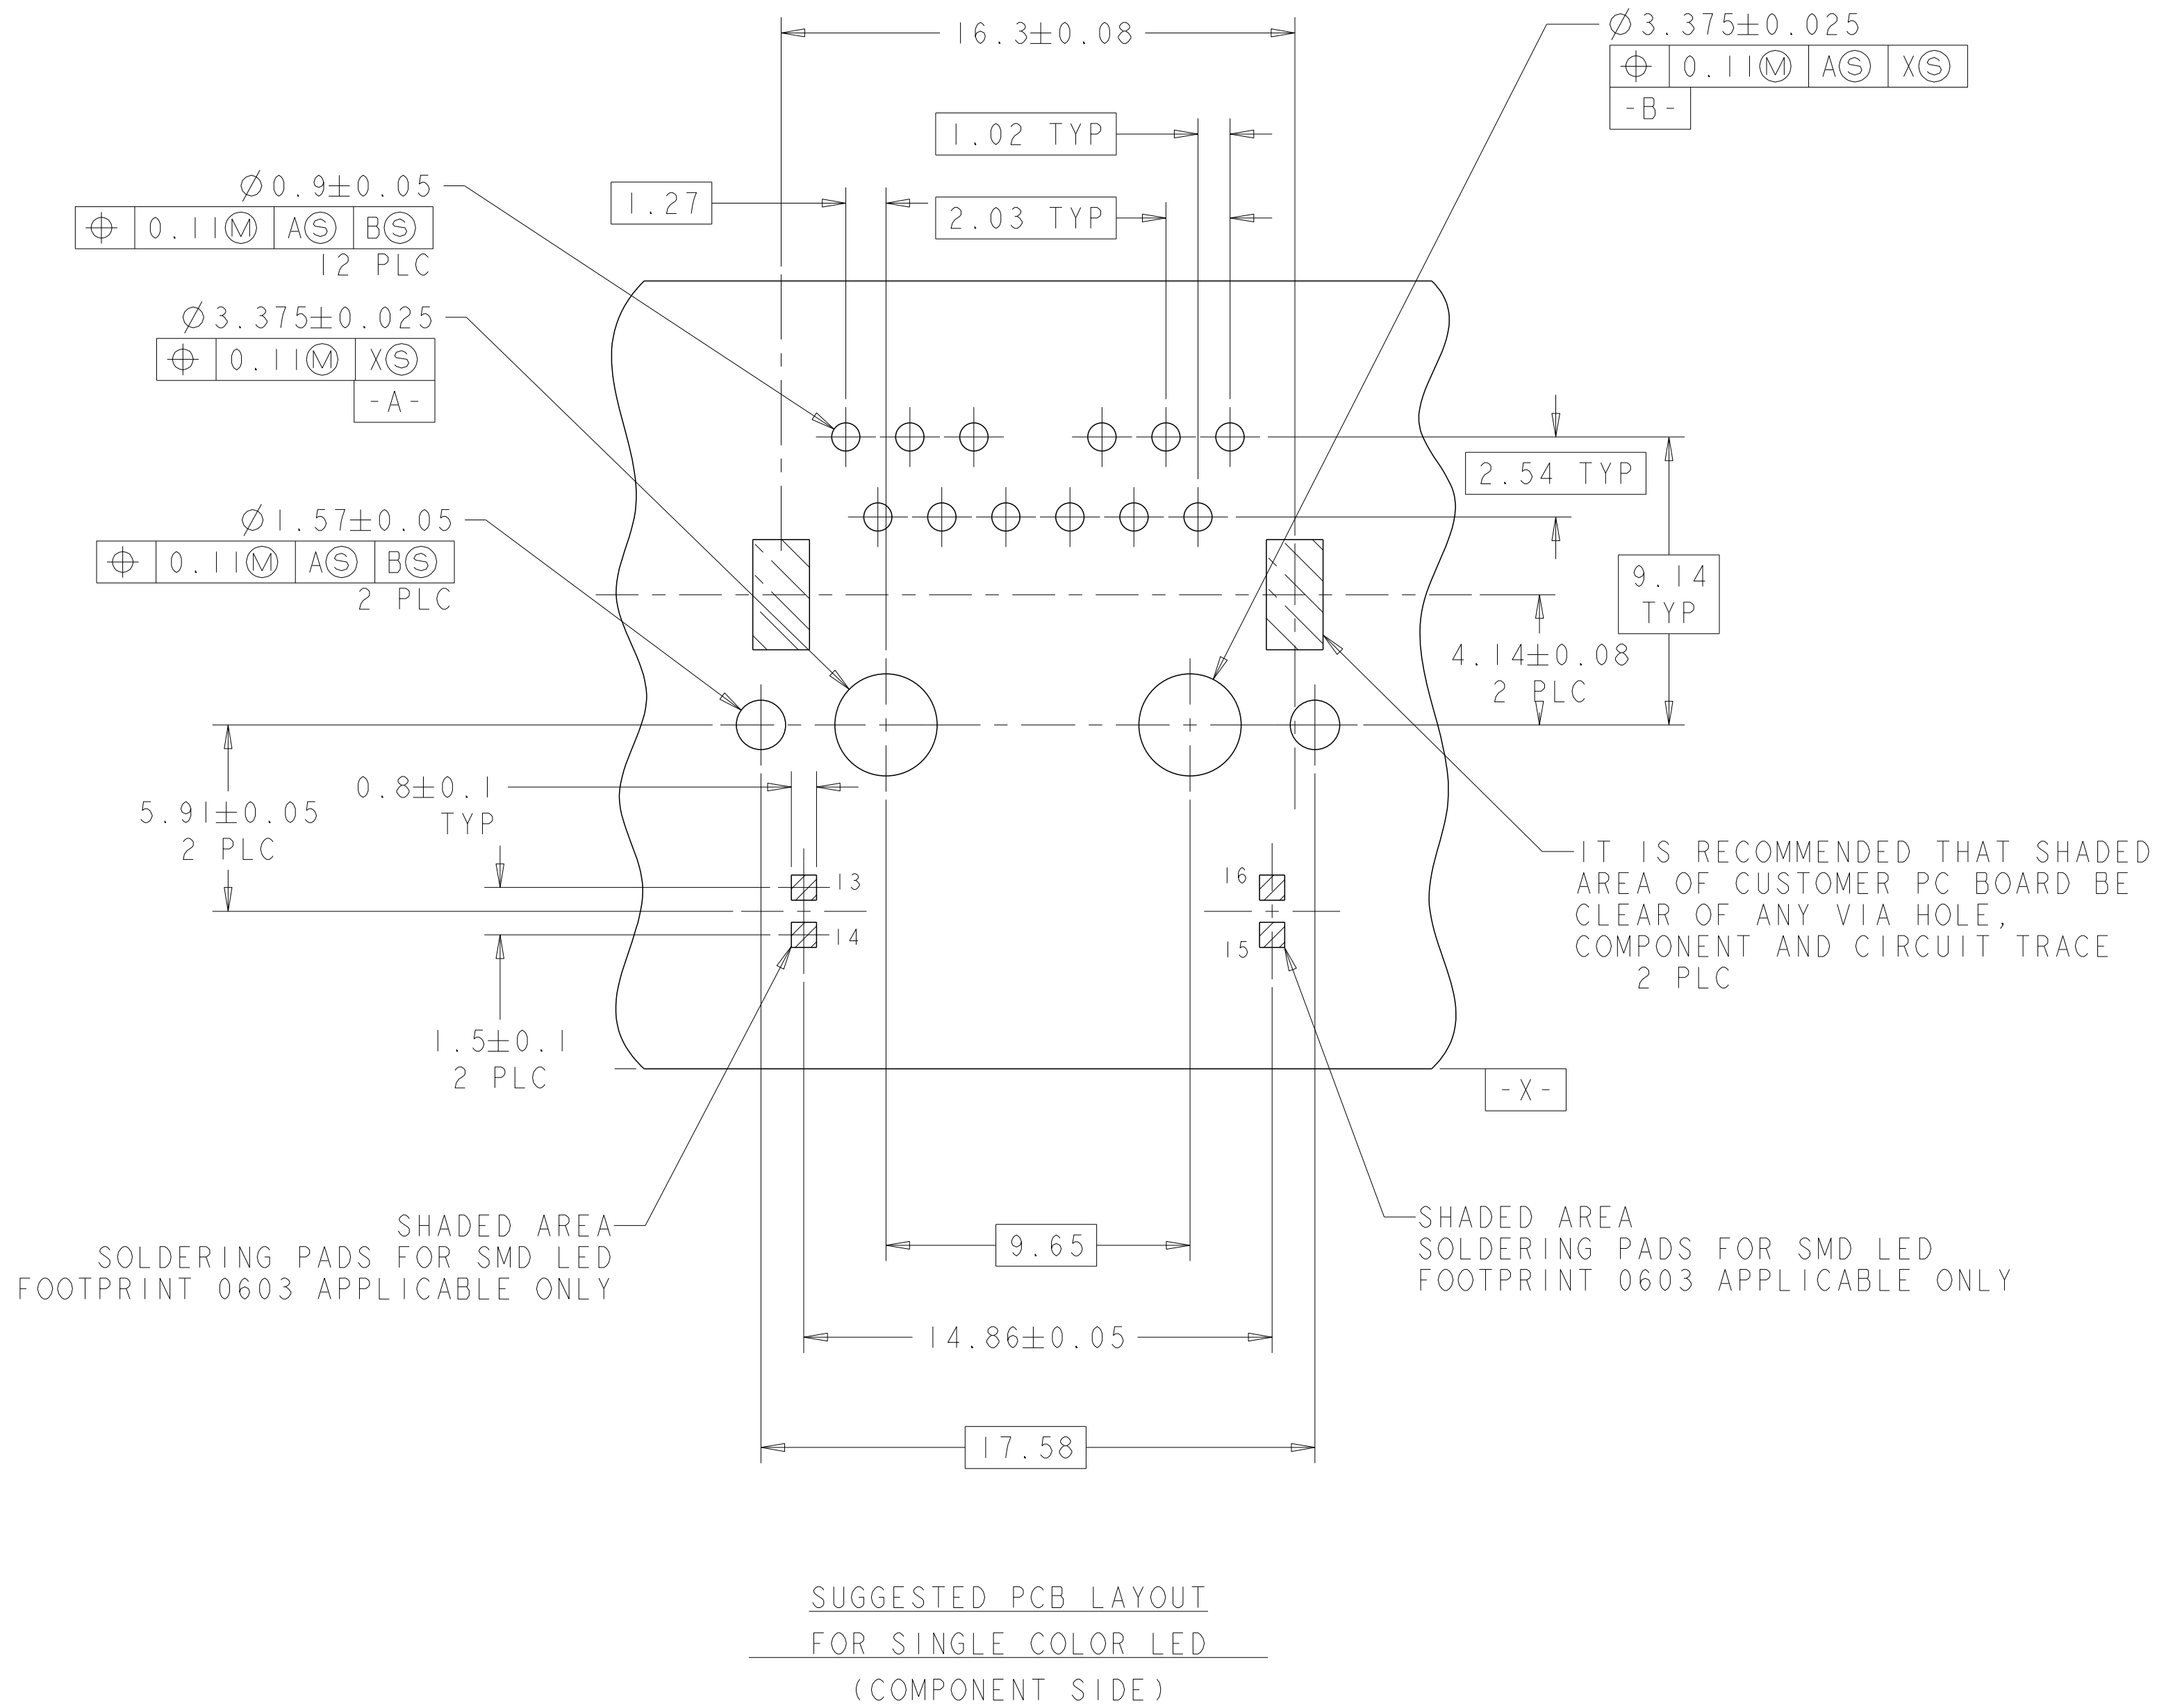 16.3±0.08
Ø3.375±0.025
⌖ 0.11Ⓜ AⓈ XⓈ
-B-
1.02 TYP
Ø0.9±0.05
⌖ 0.11Ⓜ AⓈ BⓈ
12 PLC
1.27
2.03 TYP
Ø3.375±0.025
⌖ 0.11Ⓜ XⓈ
-A-
2.54 TYP
Ø1.57±0.05
⌖ 0.11Ⓜ AⓈ BⓈ
2 PLC
9.14
TYP
4.14±0.08
2 PLC
0.8±0.1
TYP
5.91±0.05
2 PLC
13
14
16
15
IT IS RECOMMENDED THAT SHADED
AREA OF CUSTOMER PC BOARD BE
CLEAR OF ANY VIA HOLE,
COMPONENT AND CIRCUIT TRACE
2 PLC
1.5±0.1
2 PLC
-X-
SHADED AREA
SOLDERING PADS FOR SMD LED
FOOTPRINT 0603 APPLICABLE ONLY
SHADED AREA
SOLDERING PADS FOR SMD LED
FOOTPRINT 0603 APPLICABLE ONLY
9.65
14.86±0.05
17.58
SUGGESTED PCB LAYOUT
FOR SINGLE COLOR LED
(COMPONENT SIDE)